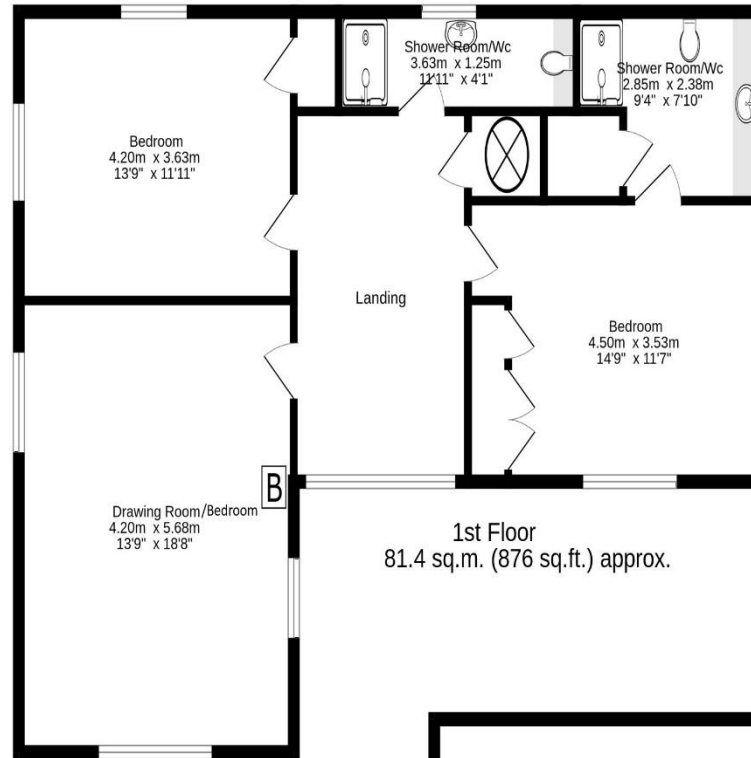 Shower Room/Wc
3.63m x 1.25m
11'11" x 4'1"
Shower Room/Wc
2.85m x 2.38m
9'4" x 7'10"
Bedroom
4.20m x 3.63m
13'9" x 11'11"
Landing
Bedroom
4.50m x 3.53m
14'9" x 11'7"
B
Drawing Room/Bedroom
4.20m x 5.68m
13'9" x 18'8"
1st Floor
81.4 sq.m. (876 sq.ft.) approx.